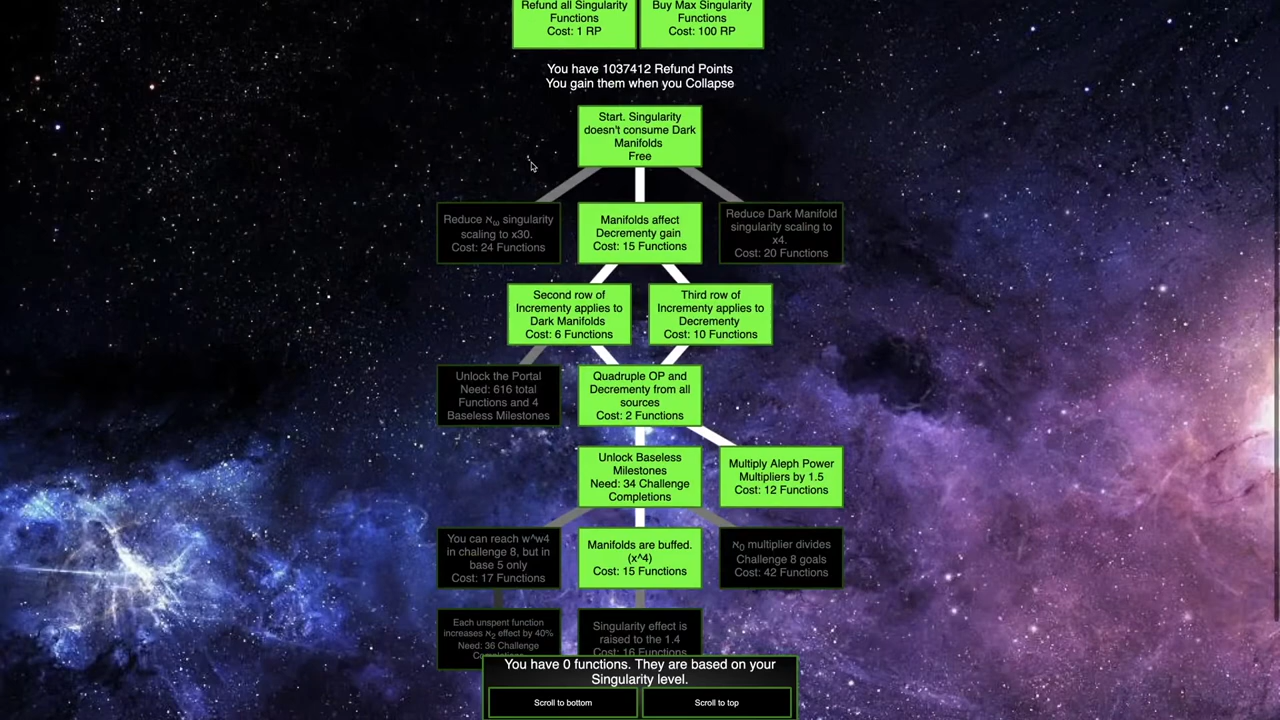 Refund all Singularity
Functions
Cost: 1 RP
Buy Max Singularity
Functions
Cost: 100 RP
You have 1037412 Refund Points
You gain them when you Collapse
Start. Singularity
doesn't consume Dark
Manifolds
Free
Reduce ℵω singularity
scaling to x30.
Cost: 24 Functions
Manifolds affect
Decrementy gain
Cost: 15 Functions
Reduce Dark Manifold
singularity scaling to
x4.
Cost: 20 Functions
Second row of
Incrementy applies to
Dark Manifolds
Cost: 6 Functions
Third row of
Incrementy applies to
Decrementy
Cost: 10 Functions
Unlock the Portal
Need: 616 total
Functions and 4
Baseless Milestones
Quadruple OP and
Decrementy from all
sources
Cost: 2 Functions
Unlock Baseless
Milestones
Need: 34 Challenge
Completions
Multiply Aleph Power
Multipliers by 1.5
Cost: 12 Functions
You can reach w^w4
in challenge 8, but in
base 5 only
Cost: 17 Functions
Manifolds are buffed.
(x^4)
Cost: 15 Functions
ℵ0 multiplier divides
Challenge 8 goals
Cost: 42 Functions
Each unspent function
increases ℵ2 effect by 40%
Need: 36 Challenge
Completions
Singularity effect is
raised to the 1.4
Cost: 16 Functions
You have 0 functions. They are based on your
Singularity level.
Scroll to bottom
Scroll to top